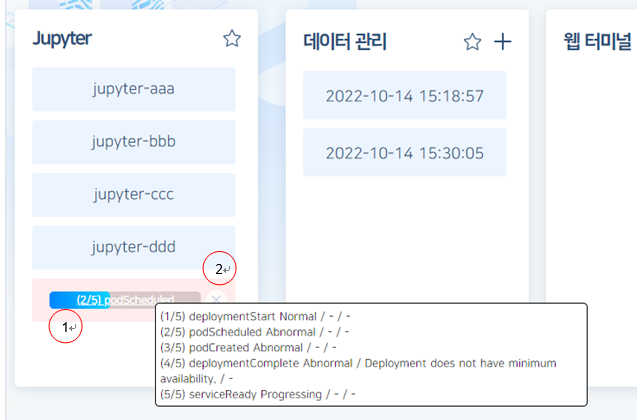 Jupyter
jupyter-aaa
jupyter-bbb
jupyter-ccc
jupyter-ddd
2
(2/5) podScheduled
1
데이터 관리
2022-10-14 15:18:57
2022-10-14 15:30:05
웹 터미널
(1/5) deploymentStart Normal / - / -
(2/5) podScheduled Abnormal / - / -
(3/5) podCreated Abnormal / - / -
(4/5) deploymentComplete Abnormal / Deployment does not have minimum
availability. / -
(5/5) serviceReady Progressing / - / -